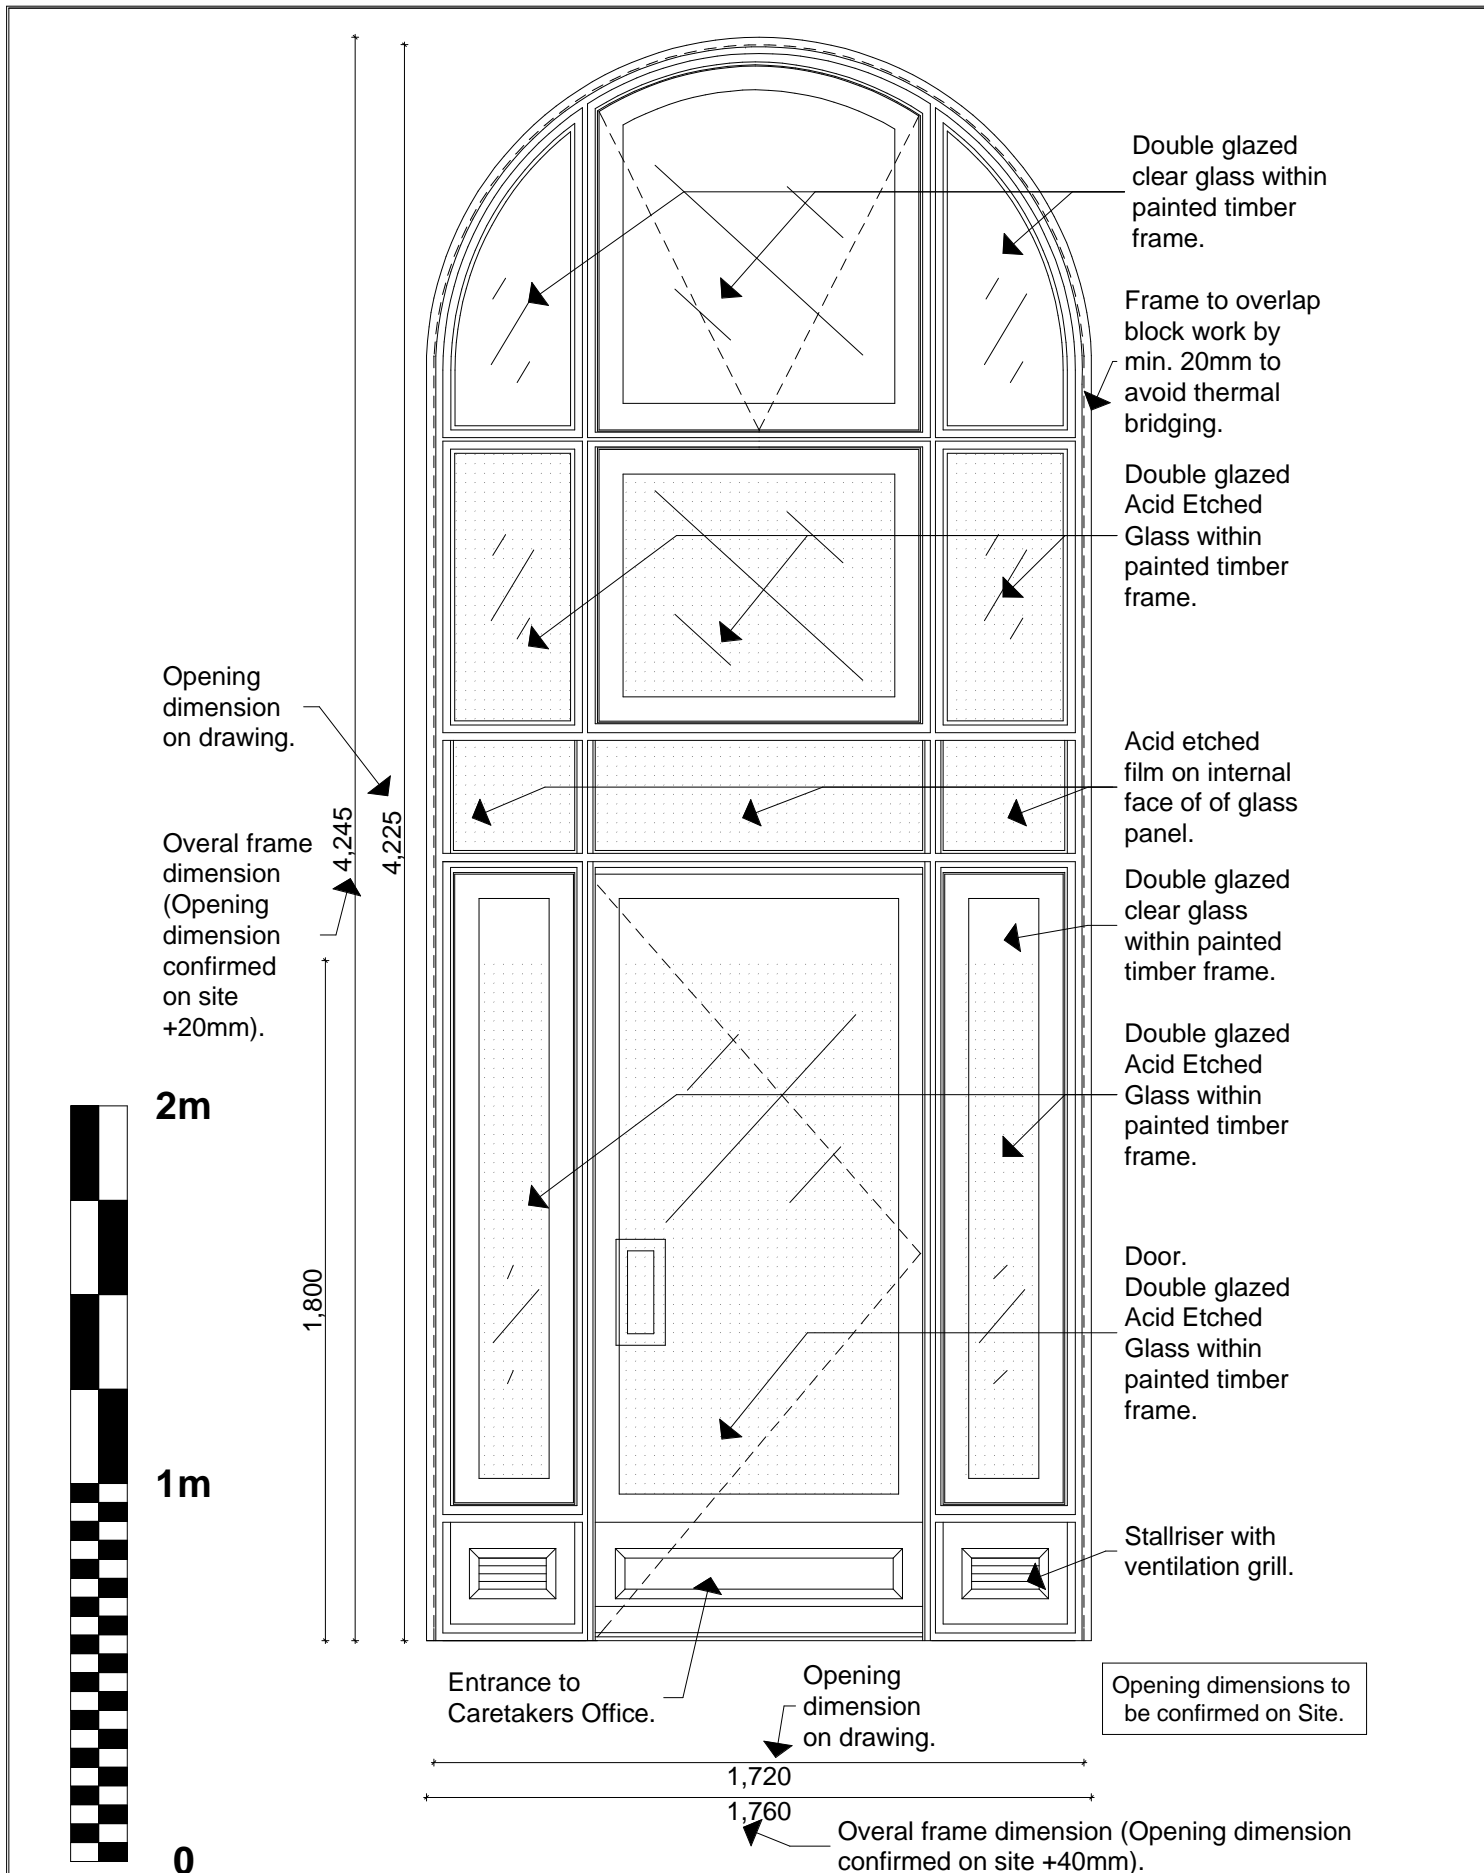 Double glazed
clear glass within
painted timber
frame.
Frame to overlap
block work by
min. 20mm to
avoid thermal
bridging.
Double glazed
Acid Etched
Glass within
painted timber
frame.
Opening
dimension
on drawing.
Acid etched
film on internal
face of of glass
panel.
4,245
4,225
Overal frame
dimension
(Opening
dimension
confirmed
on site
+20mm).
Double glazed
clear glass
within painted
timber frame.
Double glazed
Acid Etched
Glass within
painted timber
frame.
2m
1,800
Door.
Double glazed
Acid Etched
Glass within
painted timber
frame.
1m
Stallriser with
ventilation grill.
Entrance to
Caretakers Office.
Opening
dimension
on drawing.
Opening dimensions to
be confirmed on Site.
1,720
1,760
Overal frame dimension (Opening dimension
confirmed on site +40mm).
0